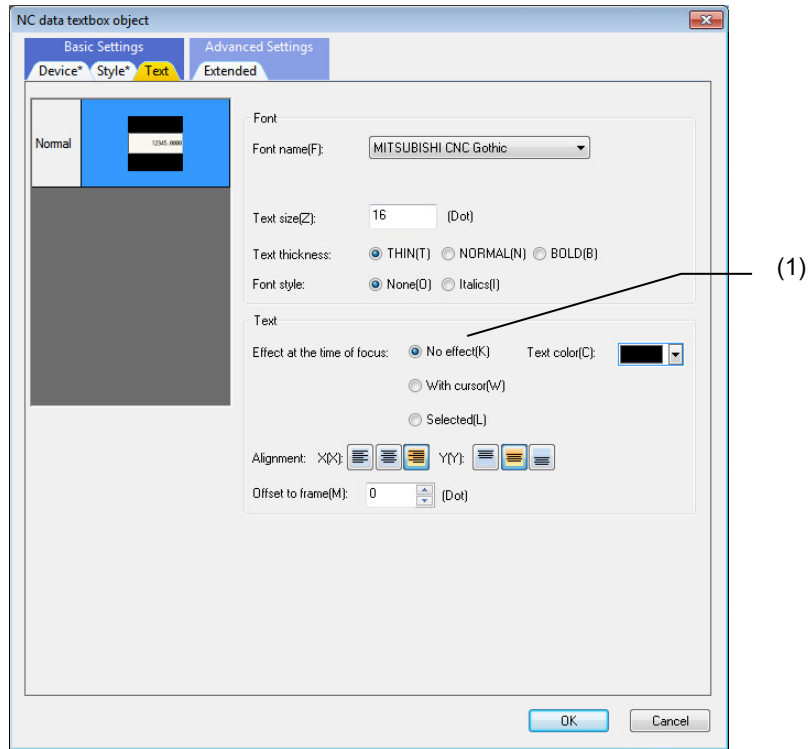 NC data textbox object
Basic Settings Advanced Settings
Device* Style* Text Extended
Normal 12345.0000
Font
Font name(F): MITSUBISHI CNC Gothic
Text size(Z): 16 (Dot)
Text thickness: THIN(T) NORMAL(N) BOLD(B)
Font style: None(O) Italics(I)
(1)
Text
Effect at the time of focus: No effect(K) Text color(C):
With cursor(W)
Selected(L)
Alignment: X(X): Y(Y):
Offset to frame(M): 0 (Dot)
OK Cancel